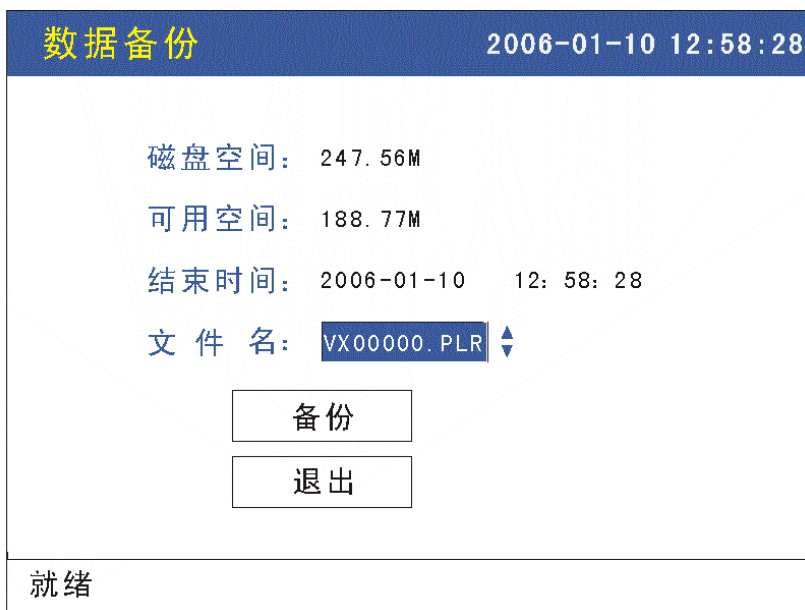 数据备份 2006-01-10 12:58:28
磁盘空间： 247.56M
可用空间： 188.77M
结束时间： 2006-01-10 12：58：28
文 件 名： VX00000.PLR
备份
退出
就绪